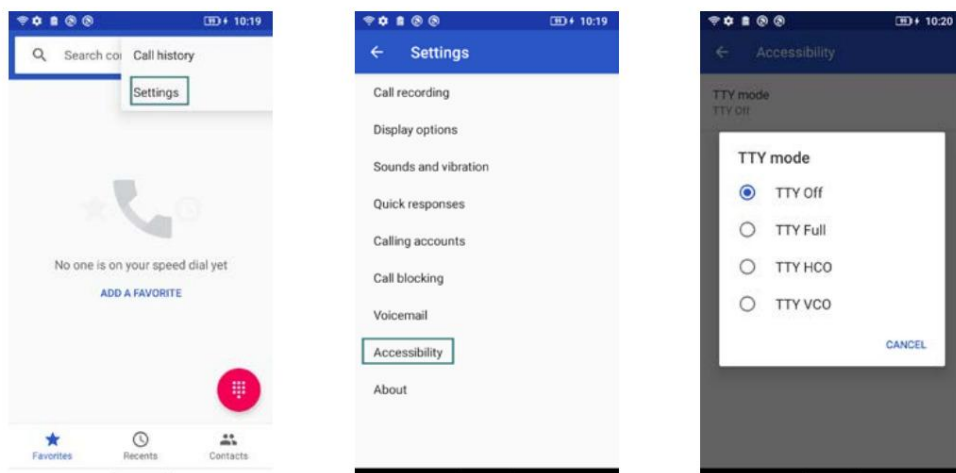 10:19
Search co
Call history
Settings
No one is on your speed dial yet
ADD A FAVORITE
Favorites
Recents
Contacts
10:19
Settings
Call recording
Display options
Sounds and vibration
Quick responses
Calling accounts
Call blocking
Voicemail
Accessibility
About
10:20
Accessibility
TTY mode
TTY Off
TTY mode
TTY Off
TTY Full
TTY HCO
TTY VCO
CANCEL